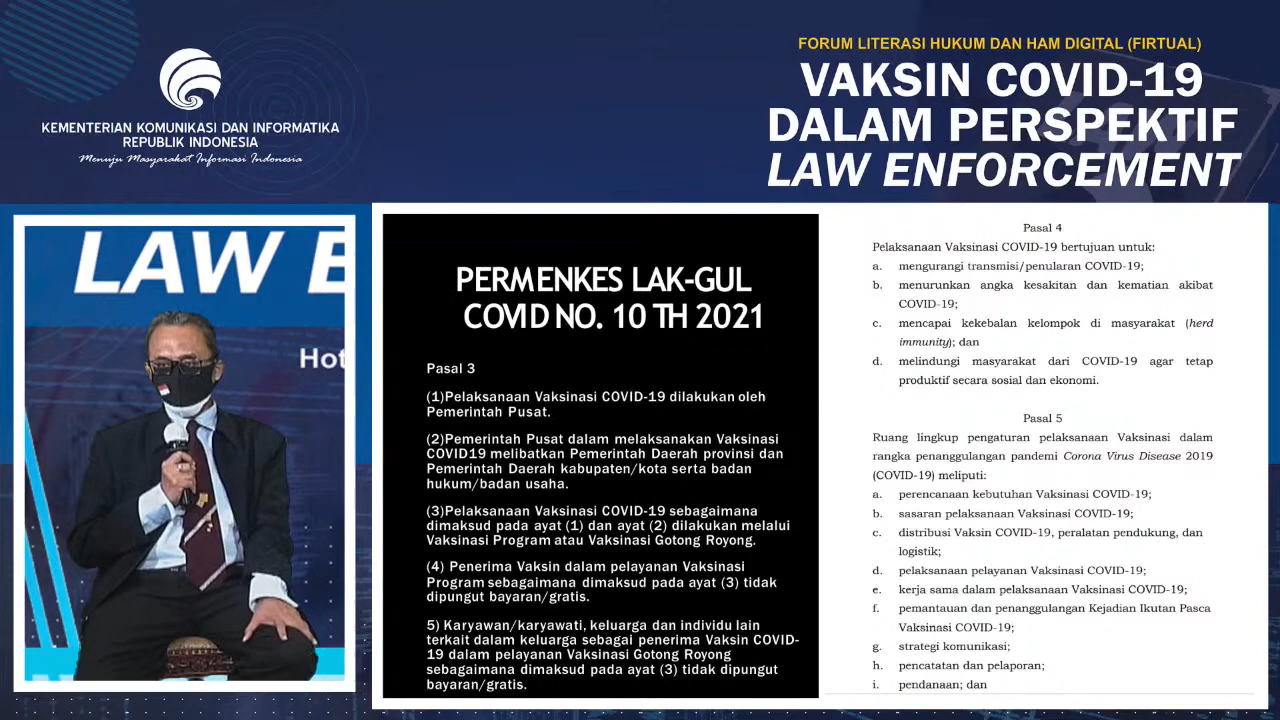 KEMENTERIAN KOMUNIKASI DAN INFORMATIKA
REPUBLIK INDONESIA
Menuju Masyarakat Informasi Indonesia
FORUM LITERASI HUKUM DAN HAM DIGITAL (FIRTUAL)
VAKSIN COVID-19
DALAM PERSPEKTIF
LAW ENFORCEMENT
LAW E
Hot
PERMENKES LAK-GUL
COVID NO. 10 TH 2021
Pasal 3
(1)Pelaksanaan Vaksinasi COVID-19 dilakukan oleh
Pemerintah Pusat.
(2)Pemerintah Pusat dalam melaksanakan Vaksinasi
COVID19 melibatkan Pemerintah Daerah provinsi dan
Pemerintah Daerah kabupaten/kota serta badan
hukum/badan usaha.
(3)Pelaksanaan Vaksinasi COVID-19 sebagaimana
dimaksud pada ayat (1) dan ayat (2) dilakukan melalui
Vaksinasi Program atau Vaksinasi Gotong Royong.
(4) Penerima Vaksin dalam pelayanan Vaksinasi
Program sebagaimana dimaksud pada ayat (3) tidak
dipungut bayaran/gratis.
5) Karyawan/karyawati, keluarga dan individu lain
terkait dalam keluarga sebagai penerima Vaksin COVID-
19 dalam pelayanan Vaksinasi Gotong Royong
sebagaimana dimaksud pada ayat (3) tidak dipungut
bayaran/gratis.
Pasal 4
Pelaksanaan Vaksinasi COVID-19 bertujuan untuk:
a. mengurangi transmisi/penularan COVID-19;
b. menurunkan angka kesakitan dan kematian akibat
COVID-19;
c. mencapai kekebalan kelompok di masyarakat (herd
immunity); dan
d. melindungi masyarakat dari COVID-19 agar tetap
produktif secara sosial dan ekonomi.
Pasal 5
Ruang lingkup pengaturan pelaksanaan Vaksinasi dalam
rangka penanggulangan pandemi Corona Virus Disease 2019
(COVID-19) meliputi:
a. perencanaan kebutuhan Vaksinasi COVID-19;
b. sasaran pelaksanaan Vaksinasi COVID-19;
c. distribusi Vaksin COVID-19, peralatan pendukung, dan
logistik;
d. pelaksanaan pelayanan Vaksinasi COVID-19;
e. kerja sama dalam pelaksanaan Vaksinasi COVID-19;
f. pemantauan dan penanggulangan Kejadian Ikutan Pasca
Vaksinasi COVID-19;
g. strategi komunikasi;
h. pencatatan dan pelaporan;
i. pendanaan; dan